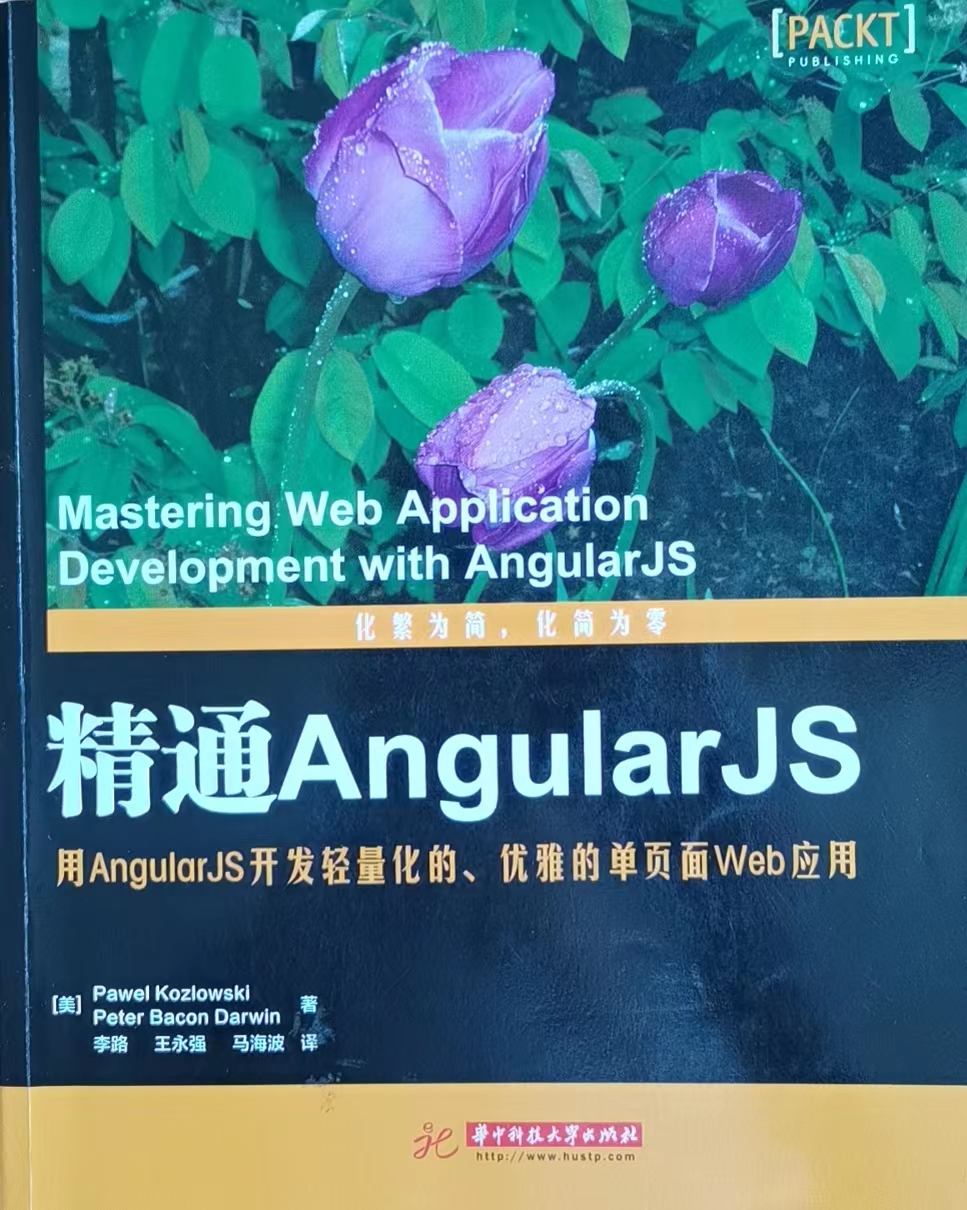 [PACKT]
PUBLISHING
Mastering Web Application
Development with AngularJS
化繁为简，化简为零
精通AngularJS
用AngularJS开发轻量化的、优雅的单页面Web应用
[美] Pawel Kozlowski
Peter Bacon Darwin 著
李路 王永强 马海波 译
华中科技大学出版社
http://www.hustp.com